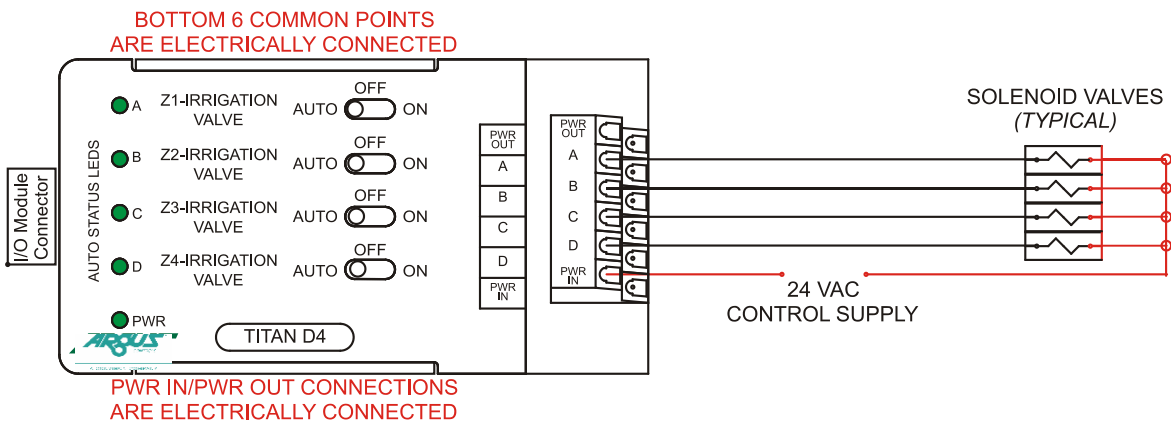 BOTTOM 6 COMMON POINTS
ARE ELECTRICALLY CONNECTED
I/O Module
Connector
AUTO STATUS LEDS
A Z1-IRRIGATION
VALVE
AUTO OFF ON
B Z2-IRRIGATION
VALVE
AUTO OFF ON
C Z3-IRRIGATION
VALVE
AUTO OFF ON
D Z4-IRRIGATION
VALVE
AUTO OFF ON
PWR
ARGUS
TITAN D4
PWR
OUT
A
B
C
D
PWR
IN
PWR
OUT
A
B
C
D
PWR
IN
SOLENOID VALVES
(TYPICAL)
24 VAC
CONTROL SUPPLY
PWR IN/PWR OUT CONNECTIONS
ARE ELECTRICALLY CONNECTED